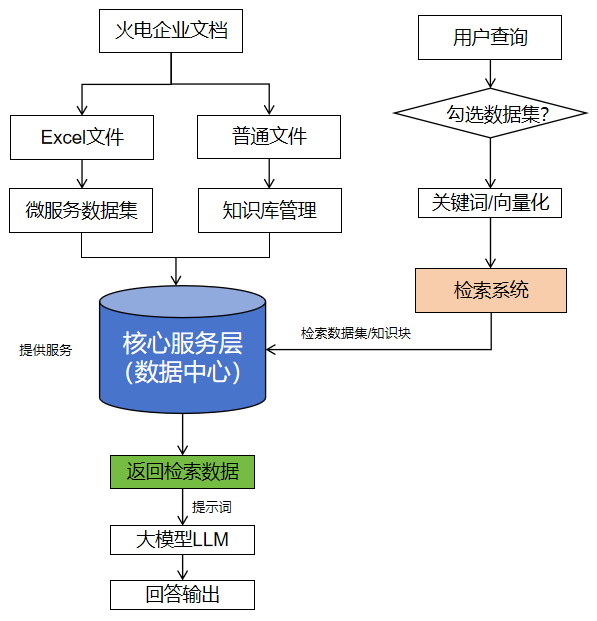 火电企业文档
用户查询
勾选数据集?
Excel文件
普通文件
微服务数据集
知识库管理
关键词/向量化
检索系统
检索数据集/知识块
提供服务
核心服务层
（数据中心）
返回检索数据
提示词
大模型LLM
回答输出